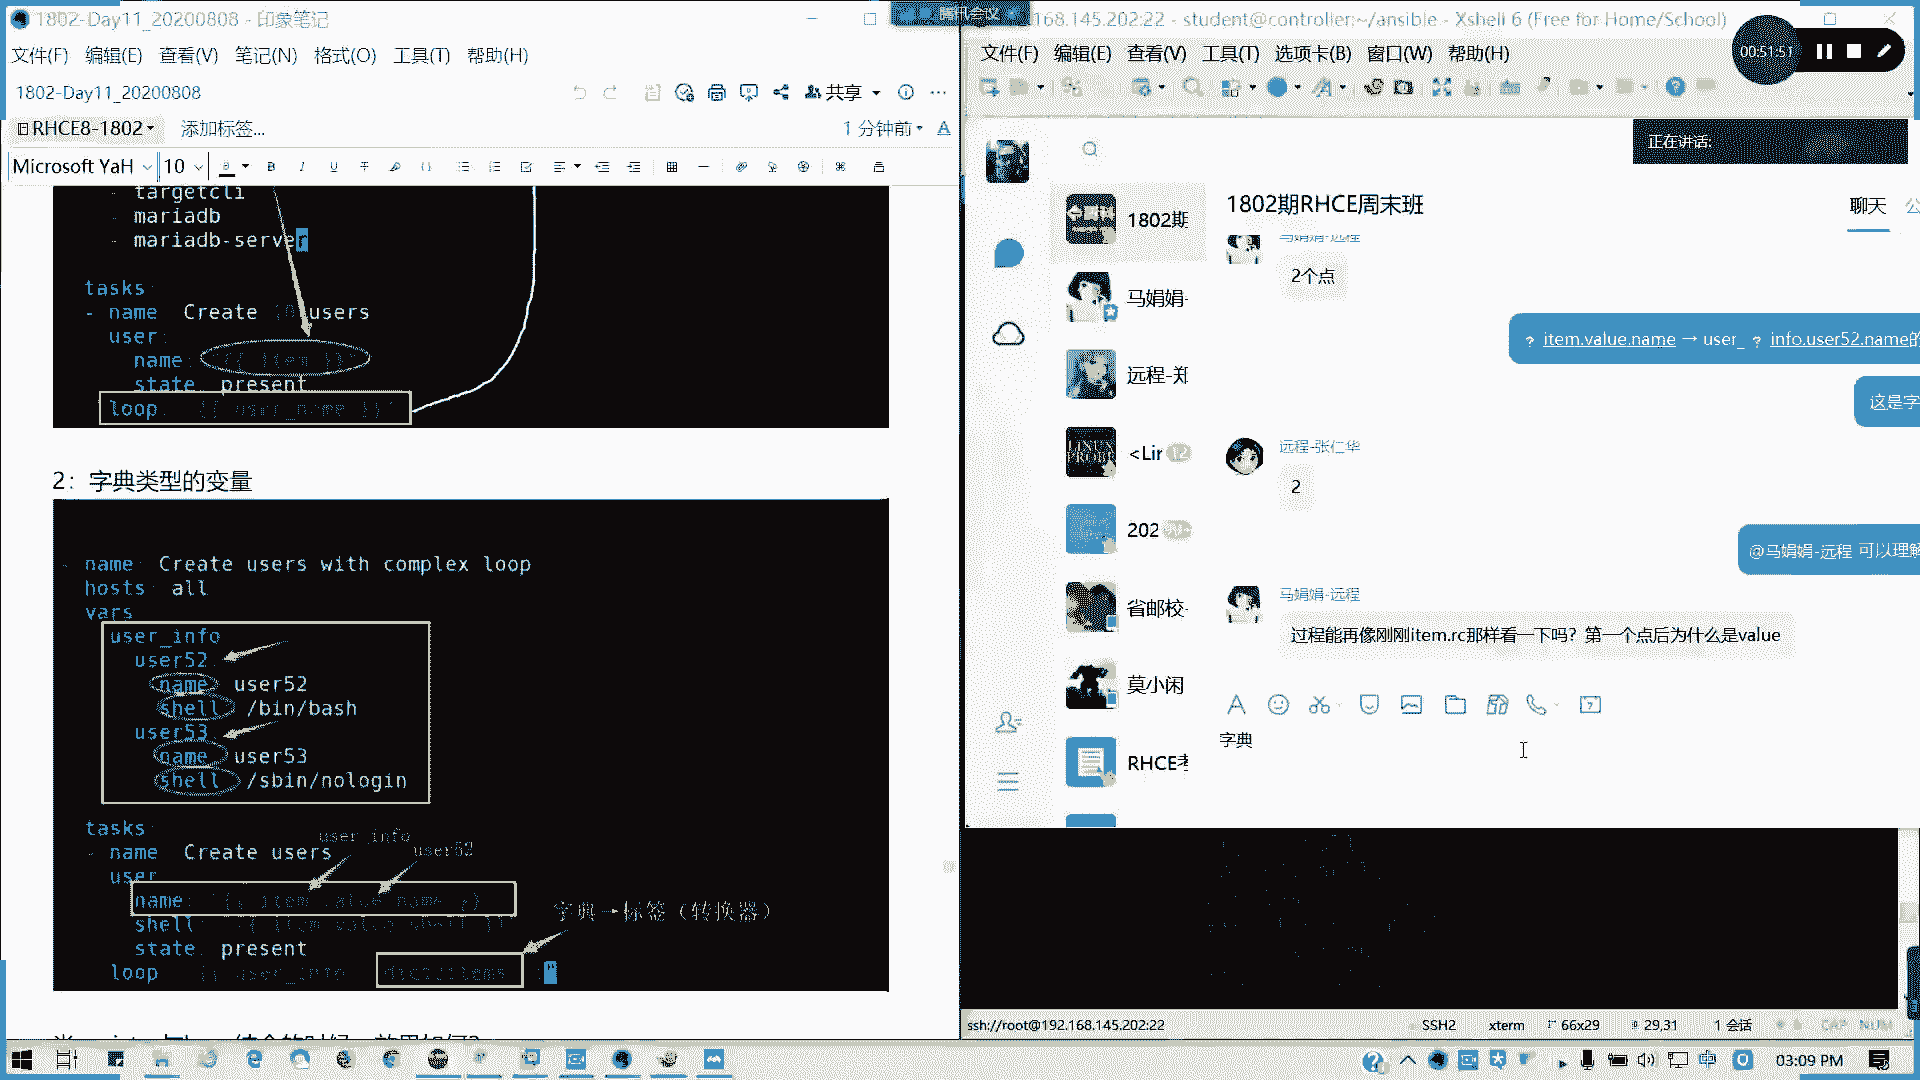 1802-Day11_20200808 - 印象笔记
文件(F) 编辑(E) 查看(V) 笔记(N) 格式(O) 工具(T) 帮助(H)
1802-Day11_20200808
共享
RHCE8-1802
添加标签...
1 分钟前
Microsoft YaH
10
- targetcli
- mariadb
- mariadb-server
tasks:
- name: Create users
user:
name: "{{ item }}"
state: present
loop: "{{ user_name }}"
2：字典类型的变量
- name: Create users with complex loop
hosts: all
vars:
user_info:
user52:
name: user52
shell: /bin/bash
user53:
name: user53
shell: /sbin/nologin
tasks:
- name: Create users
user_info
user52
user:
name: "{{ item.value.name }}"
shell: "{{ item.value.shell }}"
state: present
字典→标签（转换器）
loop: "{{ user_info | dict2items
腾讯会议
168.145.202:22 - student@controller:~/ansible - Xshell 6 (Free for Home/School)
文件(F) 编辑(E) 查看(V) 工具(T) 选项卡(B) 窗口(W) 帮助(H)
00:51:51
正在讲话:
1802期
马娟娟-
远程-郑
<Lir
12
202
省邮校-
莫小闲
RHCE考
1802期RHCE周末班
聊天
马娟娟-远程
2个点
? item.value.name → user_ ? info.user52.name的
这是字
远程-张仁华
2
@马娟娟-远程 可以理解
马娟娟-远程
过程能再像刚刚item.rc那样看一下吗？第一个点后为什么是value
字典
ssh://root@192.168.145.202:22
SSH2
xterm
66x29
29,31
1 会话
CAP
NUM
中
03:09 PM